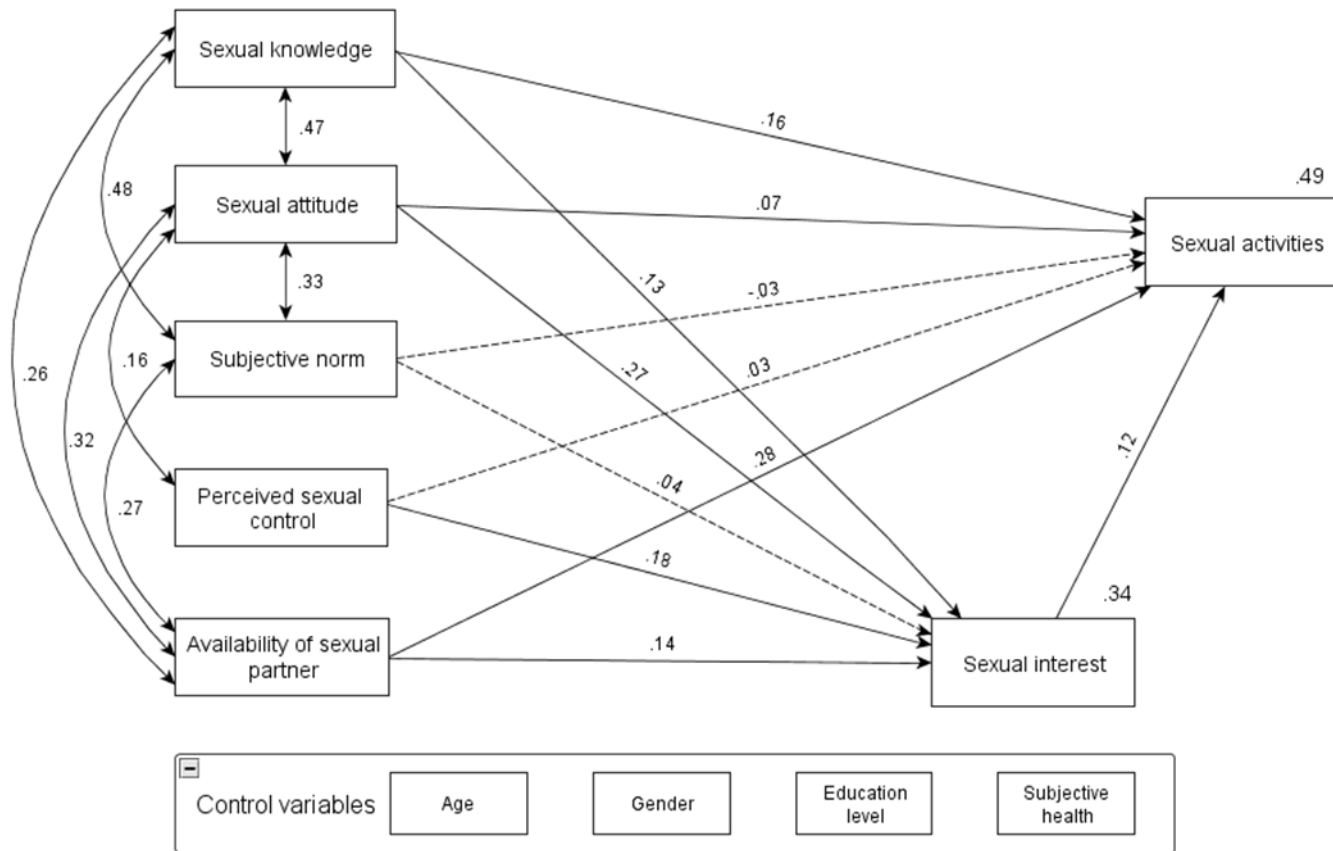 Sexual knowledge
.16
.47
.49
.48
Sexual attitude
.07
Sexual activities
.13
.33
-.03
Subjective norm
.16
.26
.27
.03
.32
.28
.12
.04
Perceived sexual
control
.27
.18
.34
Availability of sexual
partner
.14
Sexual interest
Control variables
Age
Gender
Education
level
Subjective
health